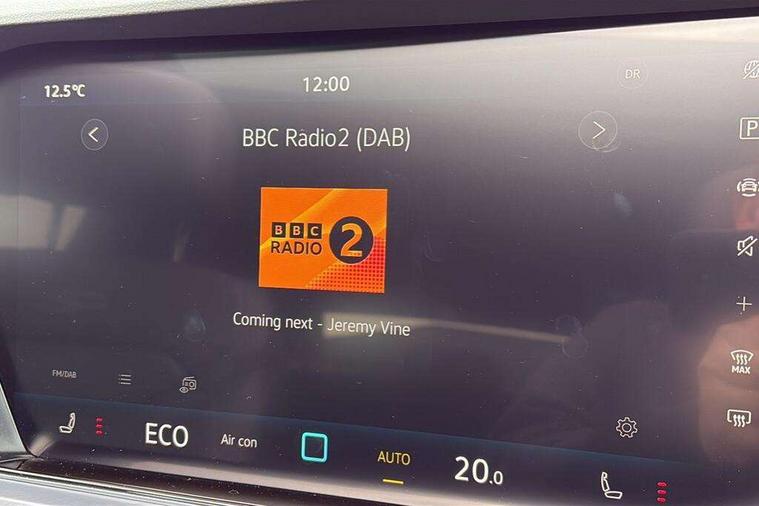 12.5°C
12:00
DR
BBC Radio2 (DAB)
P
BBC
RADIO 2
Coming next - Jeremy Vine
MAX
FM/DAB
ECO
Air con
AUTO
20.0